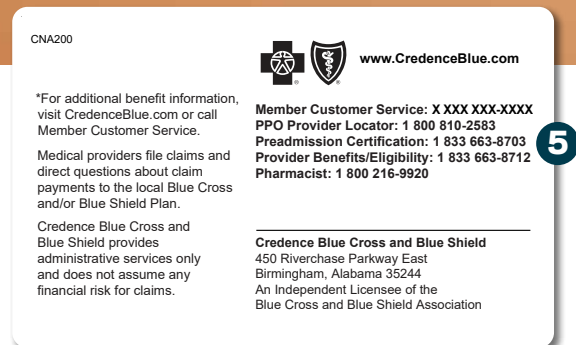 CNA200
www.CredenceBlue.com
*For additional benefit information,
visit CredenceBlue.com or call
Member Customer Service.
Medical providers file claims and
direct questions about claim
payments to the local Blue Cross
and/or Blue Shield Plan.
Credence Blue Cross and
Blue Shield provides
administrative services only
and does not assume any
financial risk for claims.
Member Customer Service: X XXX XXX-XXXX
PPO Provider Locator: 1 800 810-2583
Preadmission Certification: 1 833 663-8703
Provider Benefits/Eligibility: 1 833 663-8712
Pharmacist: 1 800 216-9920
5
Credence Blue Cross and Blue Shield
450 Riverchase Parkway East
Birmingham, Alabama 35244
An Independent Licensee of the
Blue Cross and Blue Shield Association